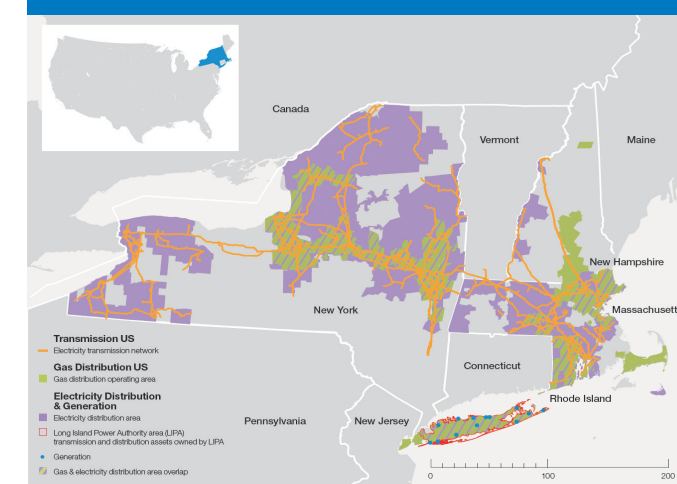 Canada
Vermont
Maine
New Hampshire
New York
Massachusett
Connecticut
Rhode Island
Pennsylvania
New Jersey
Transmission US
Electricity transmission network
Gas Distribution US
Gas distribution operating area
Electricity Distribution
& Generation
Electricity distribution area
Long Island Power Authority area (LIPA)
transmission and distribution assets owned by LIPA
Generation
Gas & electricity distribution area overlap
0 100 200